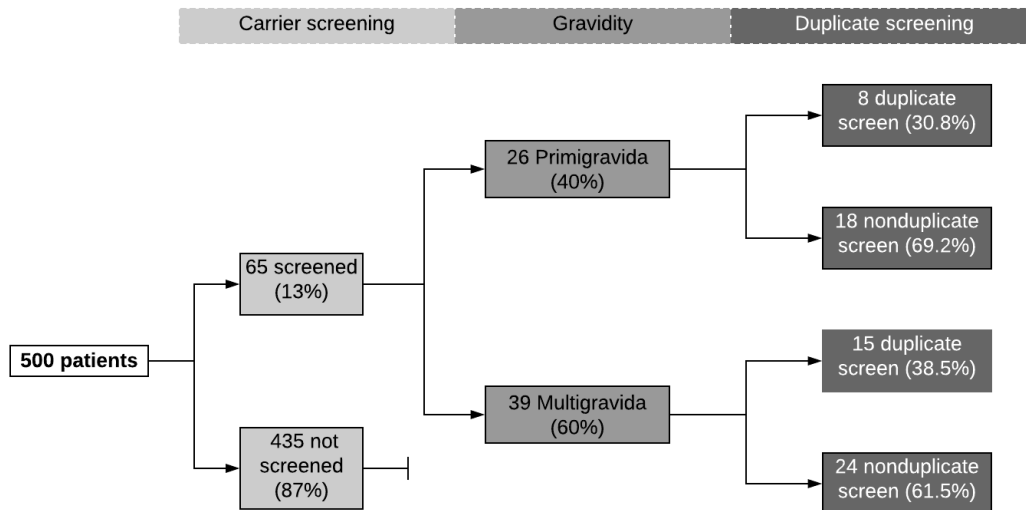 Carrier screening
Gravidity
Duplicate screening
500 patients
65 screened
(13%)
435 not
screened
(87%)
26 Primigravida
(40%)
39 Multigravida
(60%)
8 duplicate
screen (30.8%)
18 nonduplicate
screen (69.2%)
15 duplicate
screen (38.5%)
24 nonduplicate
screen (61.5%)